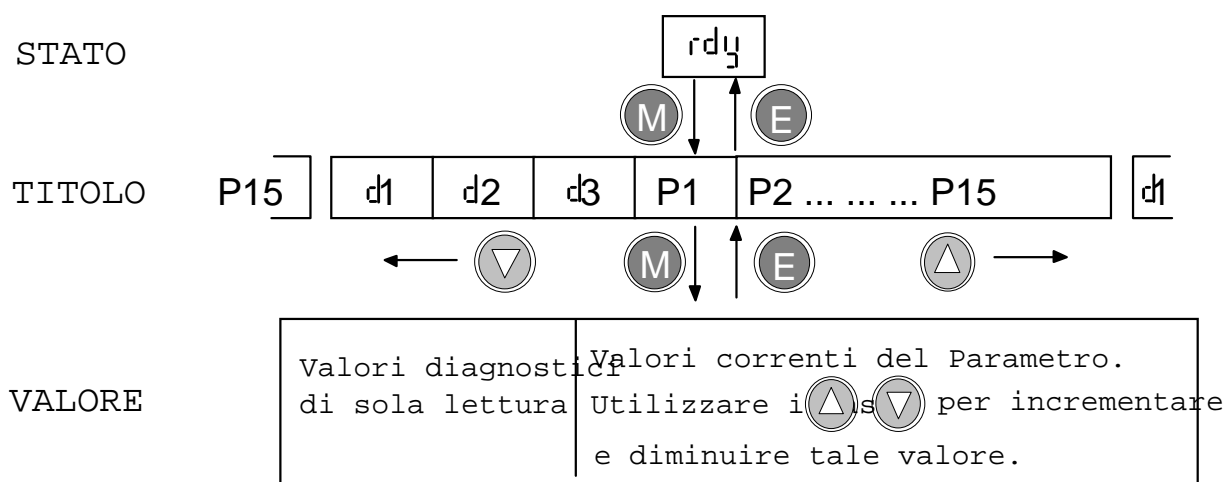 STATO
rdy
M E
TITOLO P15 d1 d2 d3 P1 P2 ... ... ... P15 d1
M E
VALORE
Valori diagnostici
di sola lettura
Valori correti del Parametro.
Utilizzare i per incrementare
e diminuire tale valore.